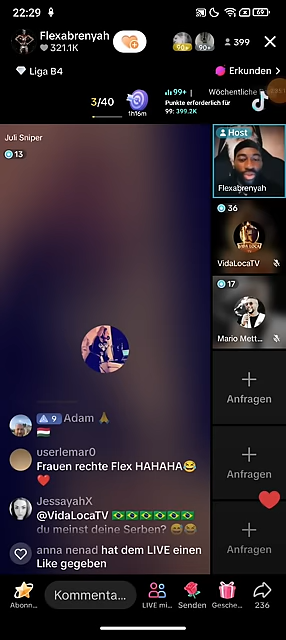 22:29
69
Flexabrenyah
321.1K
90
90
399
Liga B4
Erkunden
3/40
1h16m
99+
Wöchentliche
Punkte erforderlich für
99: 399.2K
Juli Sniper
13
Host
Flexabrenyah
36
VidaLocaTV
17
Mario Mett...
Anfragen
Anfragen
Anfragen
9 Adam 🙏
🇭🇺
userlemar0
Frauen rechte Flex HAHAHA😂
❤️
JessayahX
@VidaLocaTV 🇧🇷🇧🇷🇧🇷🇧🇷🇧🇷🇧🇷
du meinst deine Serben? 😅😅
anna nenad hat dem LIVE einen
Like gegeben
Abonn...
Kommenta...
LIVE mi...
Senden
Gesche...
236